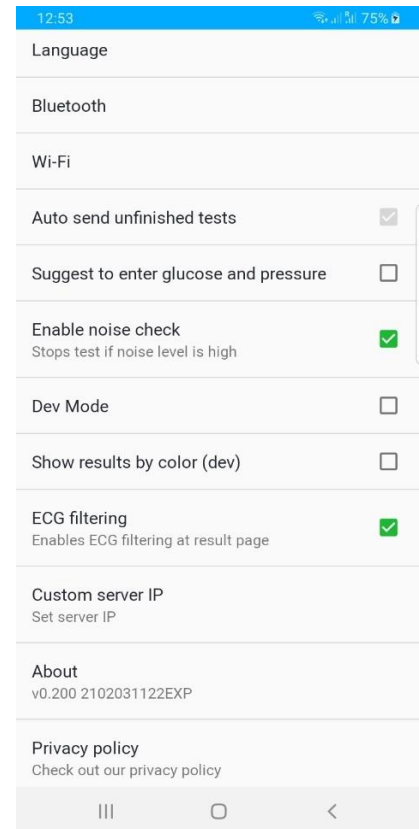 12:53 75%
Language
Bluetooth
Wi-Fi
Auto send unfinished tests
Suggest to enter glucose and pressure
Enable noise check
Stops test if noise level is high
Dev Mode
Show results by color (dev)
ECG filtering
Enables ECG filtering at result page
Custom server IP
Set server IP
About
v0.200 2102031122EXP
Privacy policy
Check out our privacy policy